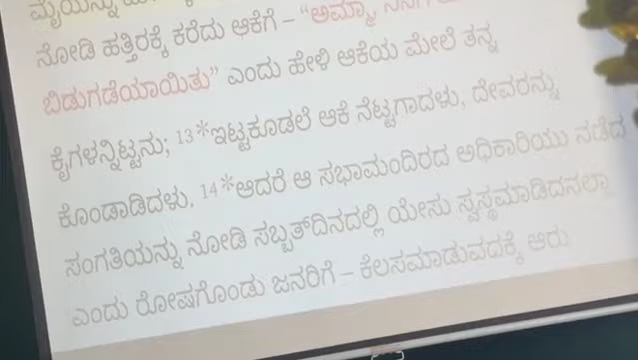 ನೋಡಿ ಹತ್ತಿರಕ್ಕೆ ಕರೆದು ಆಕೆಗೆ – “ಅಮ್ಮಾ,
ಬಿಡುಗಡೆಯಾಯಿತು” ಎಂದು ಹೇಳಿ ಆಕೆಯ ಮೇಲೆ ತನ್ನ
ಕೈಗಳನ್ನಿಟ್ಟನು; 13*ಇಟ್ಟಕೂಡಲೆ ಆಕೆ ನೆಟ್ಟಗಾದಳು, ದೇವರನ್ನು
ಕೊಂಡಾಡಿದಳು. 14*ಆದರೆ ಆ ಸಭಾಮಂದಿರದ ಅಧಿಕಾರಿಯು ನಡೆದ
ಸಂಗತಿಯನ್ನು ನೋಡಿ ಸಬ್ಬತ್‌ದಿನದಲ್ಲಿ ಯೇಸು ಸ್ವಸ್ಥಮಾಡಿದನಲ್ಲಾ
ಎಂದು ರೋಷಗೊಂಡು ಜನರಿಗೆ – ಕೆಲಸಮಾಡುವದಕ್ಕೆ ಆರು